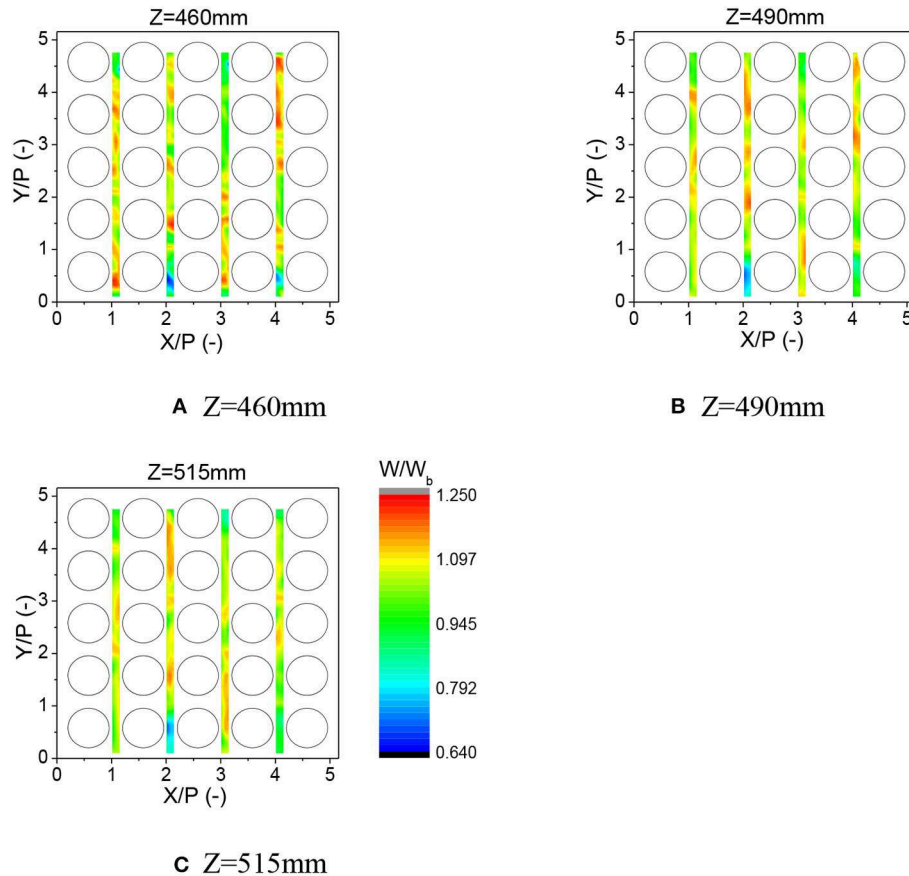 Z=460mm
5
4
3
2
1
0
Y/P (-)
0 1 2 3 4 5
X/P (-)
A Z=460mm
Z=490mm
5
4
3
2
1
0
Y/P (-)
0 1 2 3 4 5
X/P (-)
B Z=490mm
Z=515mm
5
4
3
2
1
0
Y/P (-)
0 1 2 3 4 5
X/P (-)
W/Wb
1.250
1.097
0.945
0.792
0.640
C Z=515mm